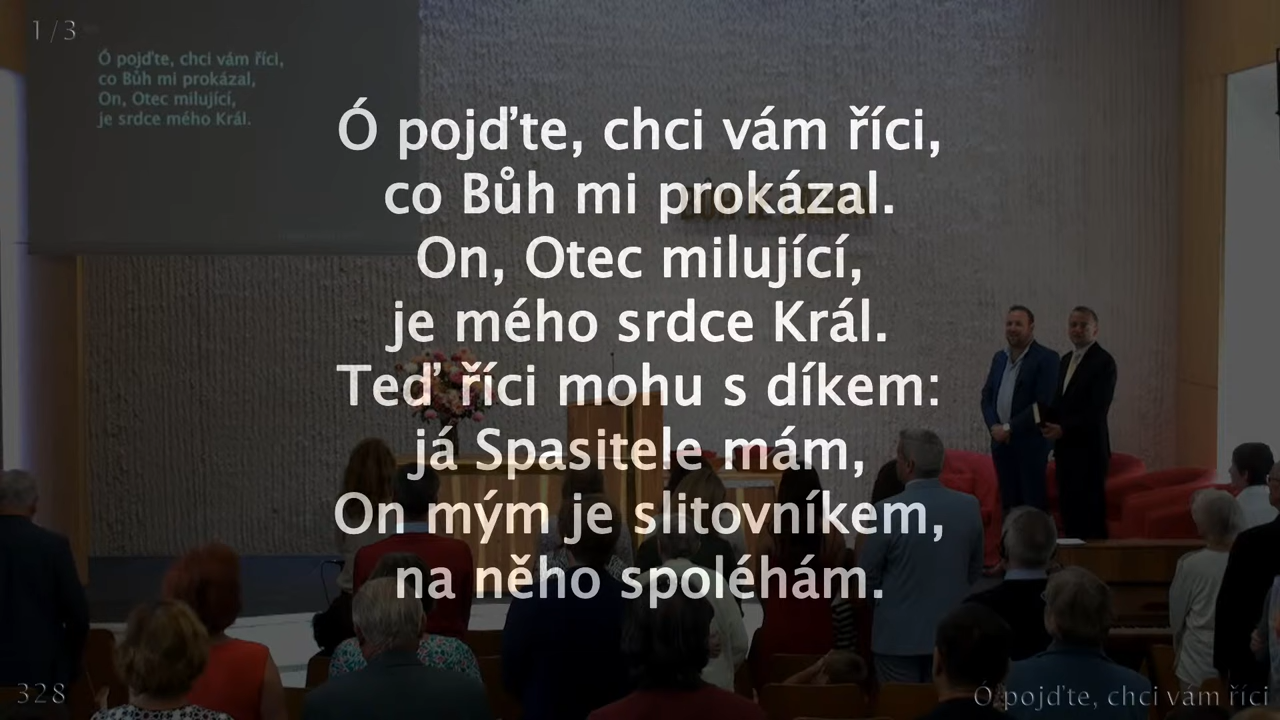 1/3
Ó pojďte, chci vám říci,
co Bůh mi prokázal,
On, Otec milující,
je srdce mého Král.
Ó pojďte, chci vám říci,
co Bůh mi prokázal.
On, Otec milující,
je mého srdce Král.
Teď říci mohu s díkem:
já Spasitele mám,
On mým je slitovníkem,
na něho spoléhám.
328
Ó pojďte, chci vám říci